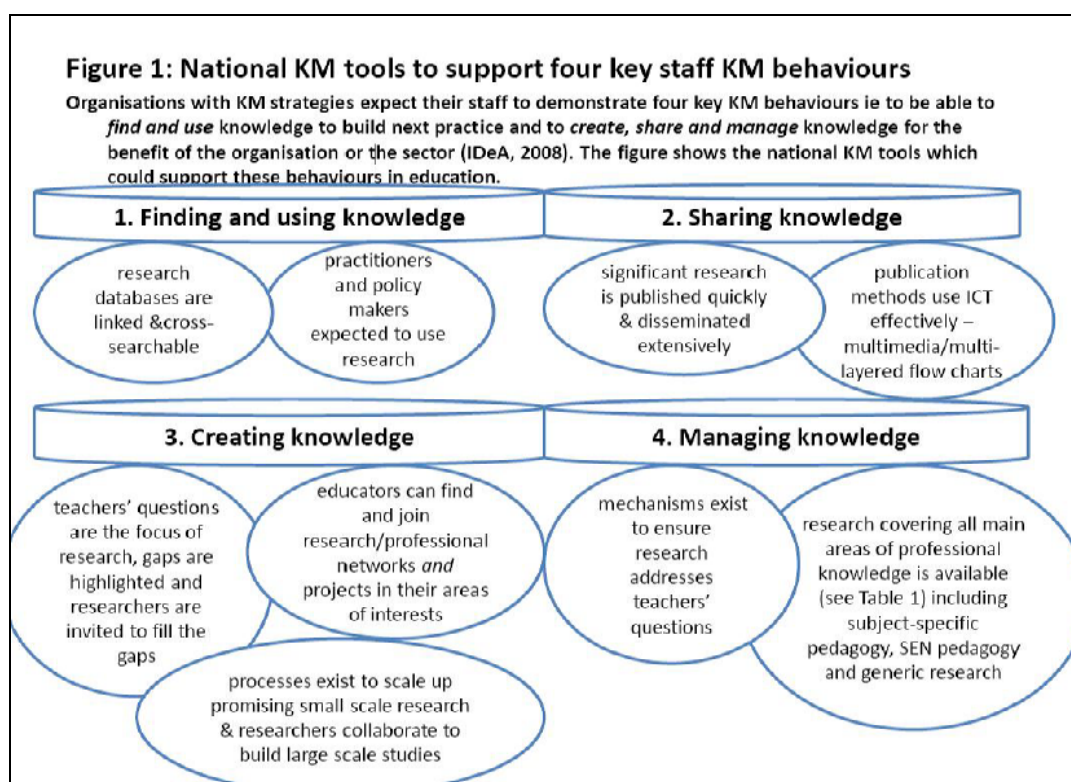 Figure 1: National KM tools to support four key staff KM behaviours
Organisations with KM strategies expect their staff to demonstrate four key KM behaviours ie to be able to
find and use knowledge to build next practice and to create, share and manage knowledge for the
benefit of the organisation or the sector (IDeA, 2008). The figure shows the national KM tools which
could support these behaviours in education.
1. Finding and using knowledge
research
databases are
linked &cross-
searchable
practitioners
and policy
makers
expected to use
research
2. Sharing knowledge
significant research
is published quickly
& disseminated
extensively
publication
methods use ICT
effectively –
multimedia/multi-
layered flow charts
3. Creating knowledge
teachers’ questions
are the focus of
research, gaps are
highlighted and
researchers are
invited to fill the
gaps
educators can find
and join
research/professional
networks and
projects in their areas
of interests
processes exist to scale up
promising small scale research
& researchers collaborate to
build large scale studies
4. Managing knowledge
mechanisms exist
to ensure
research
addresses
teachers’
questions
research covering all main
areas of professional
knowledge is available
(see Table 1) including
subject-specific
pedagogy, SEN pedagogy
and generic research